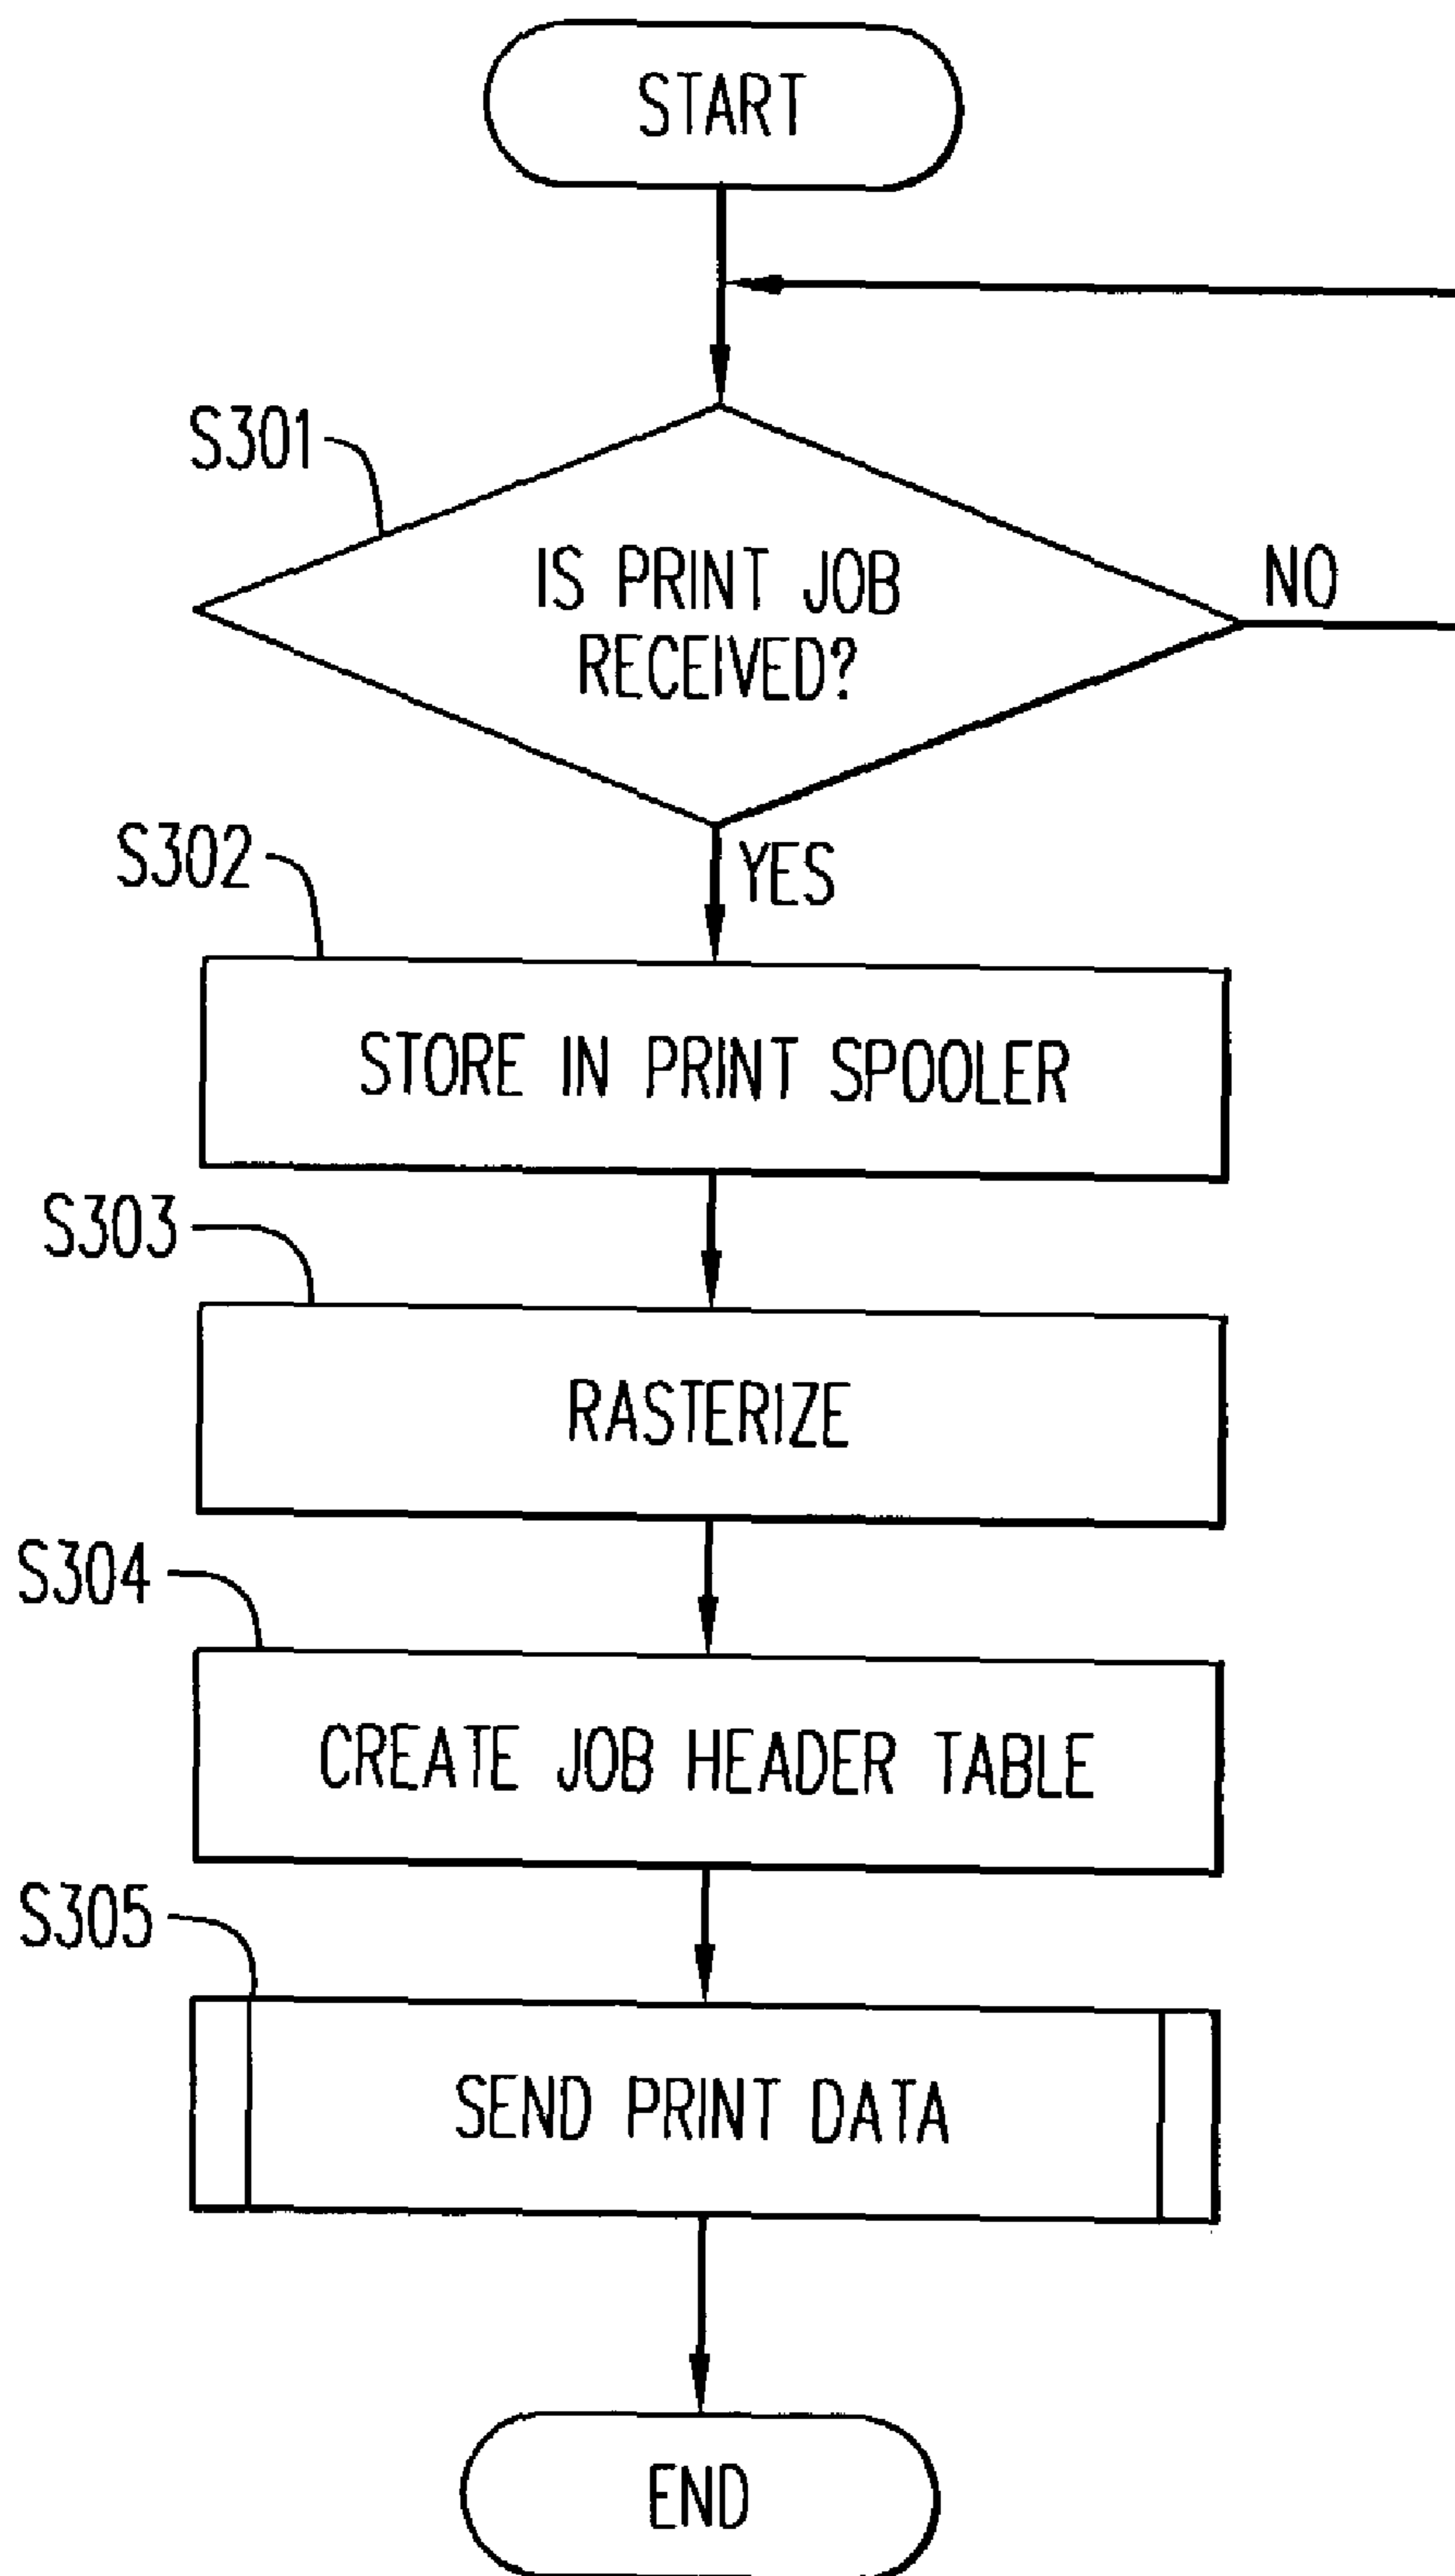 START
S301
IS PRINT JOB
RECEIVED?
NO
YES
S302
STORE IN PRINT SPOOLER
S303
RASTERIZE
S304
CREATE JOB HEADER TABLE
S305
SEND PRINT DATA
END